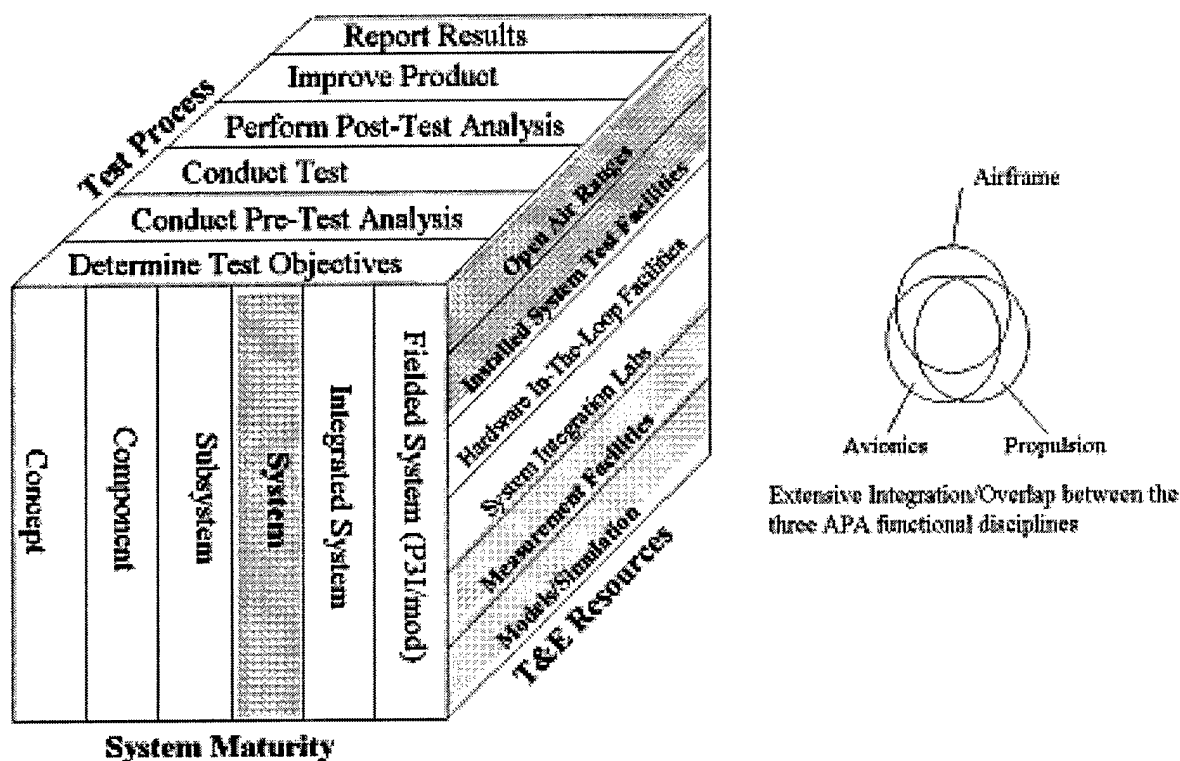 Test Process
Report Results
Improve Product
Perform Post-Test Analysis
Conduct Test
Conduct Pre-Test Analysis
Determine Test Objectives
Concept
Component
Subsystem
System
Integrated System
Fielded System (P3I/mod)
System Maturity
Open Air Ranges
Installed System Test Facilities
Hardware In-The-Loop Facilities
System Integration Labs
Measurement Facilities
Models/Simulation
T&E Resources
Airframe
Avionics
Propulsion
Extensive Integration/Overlap between the
three APA functional disciplines